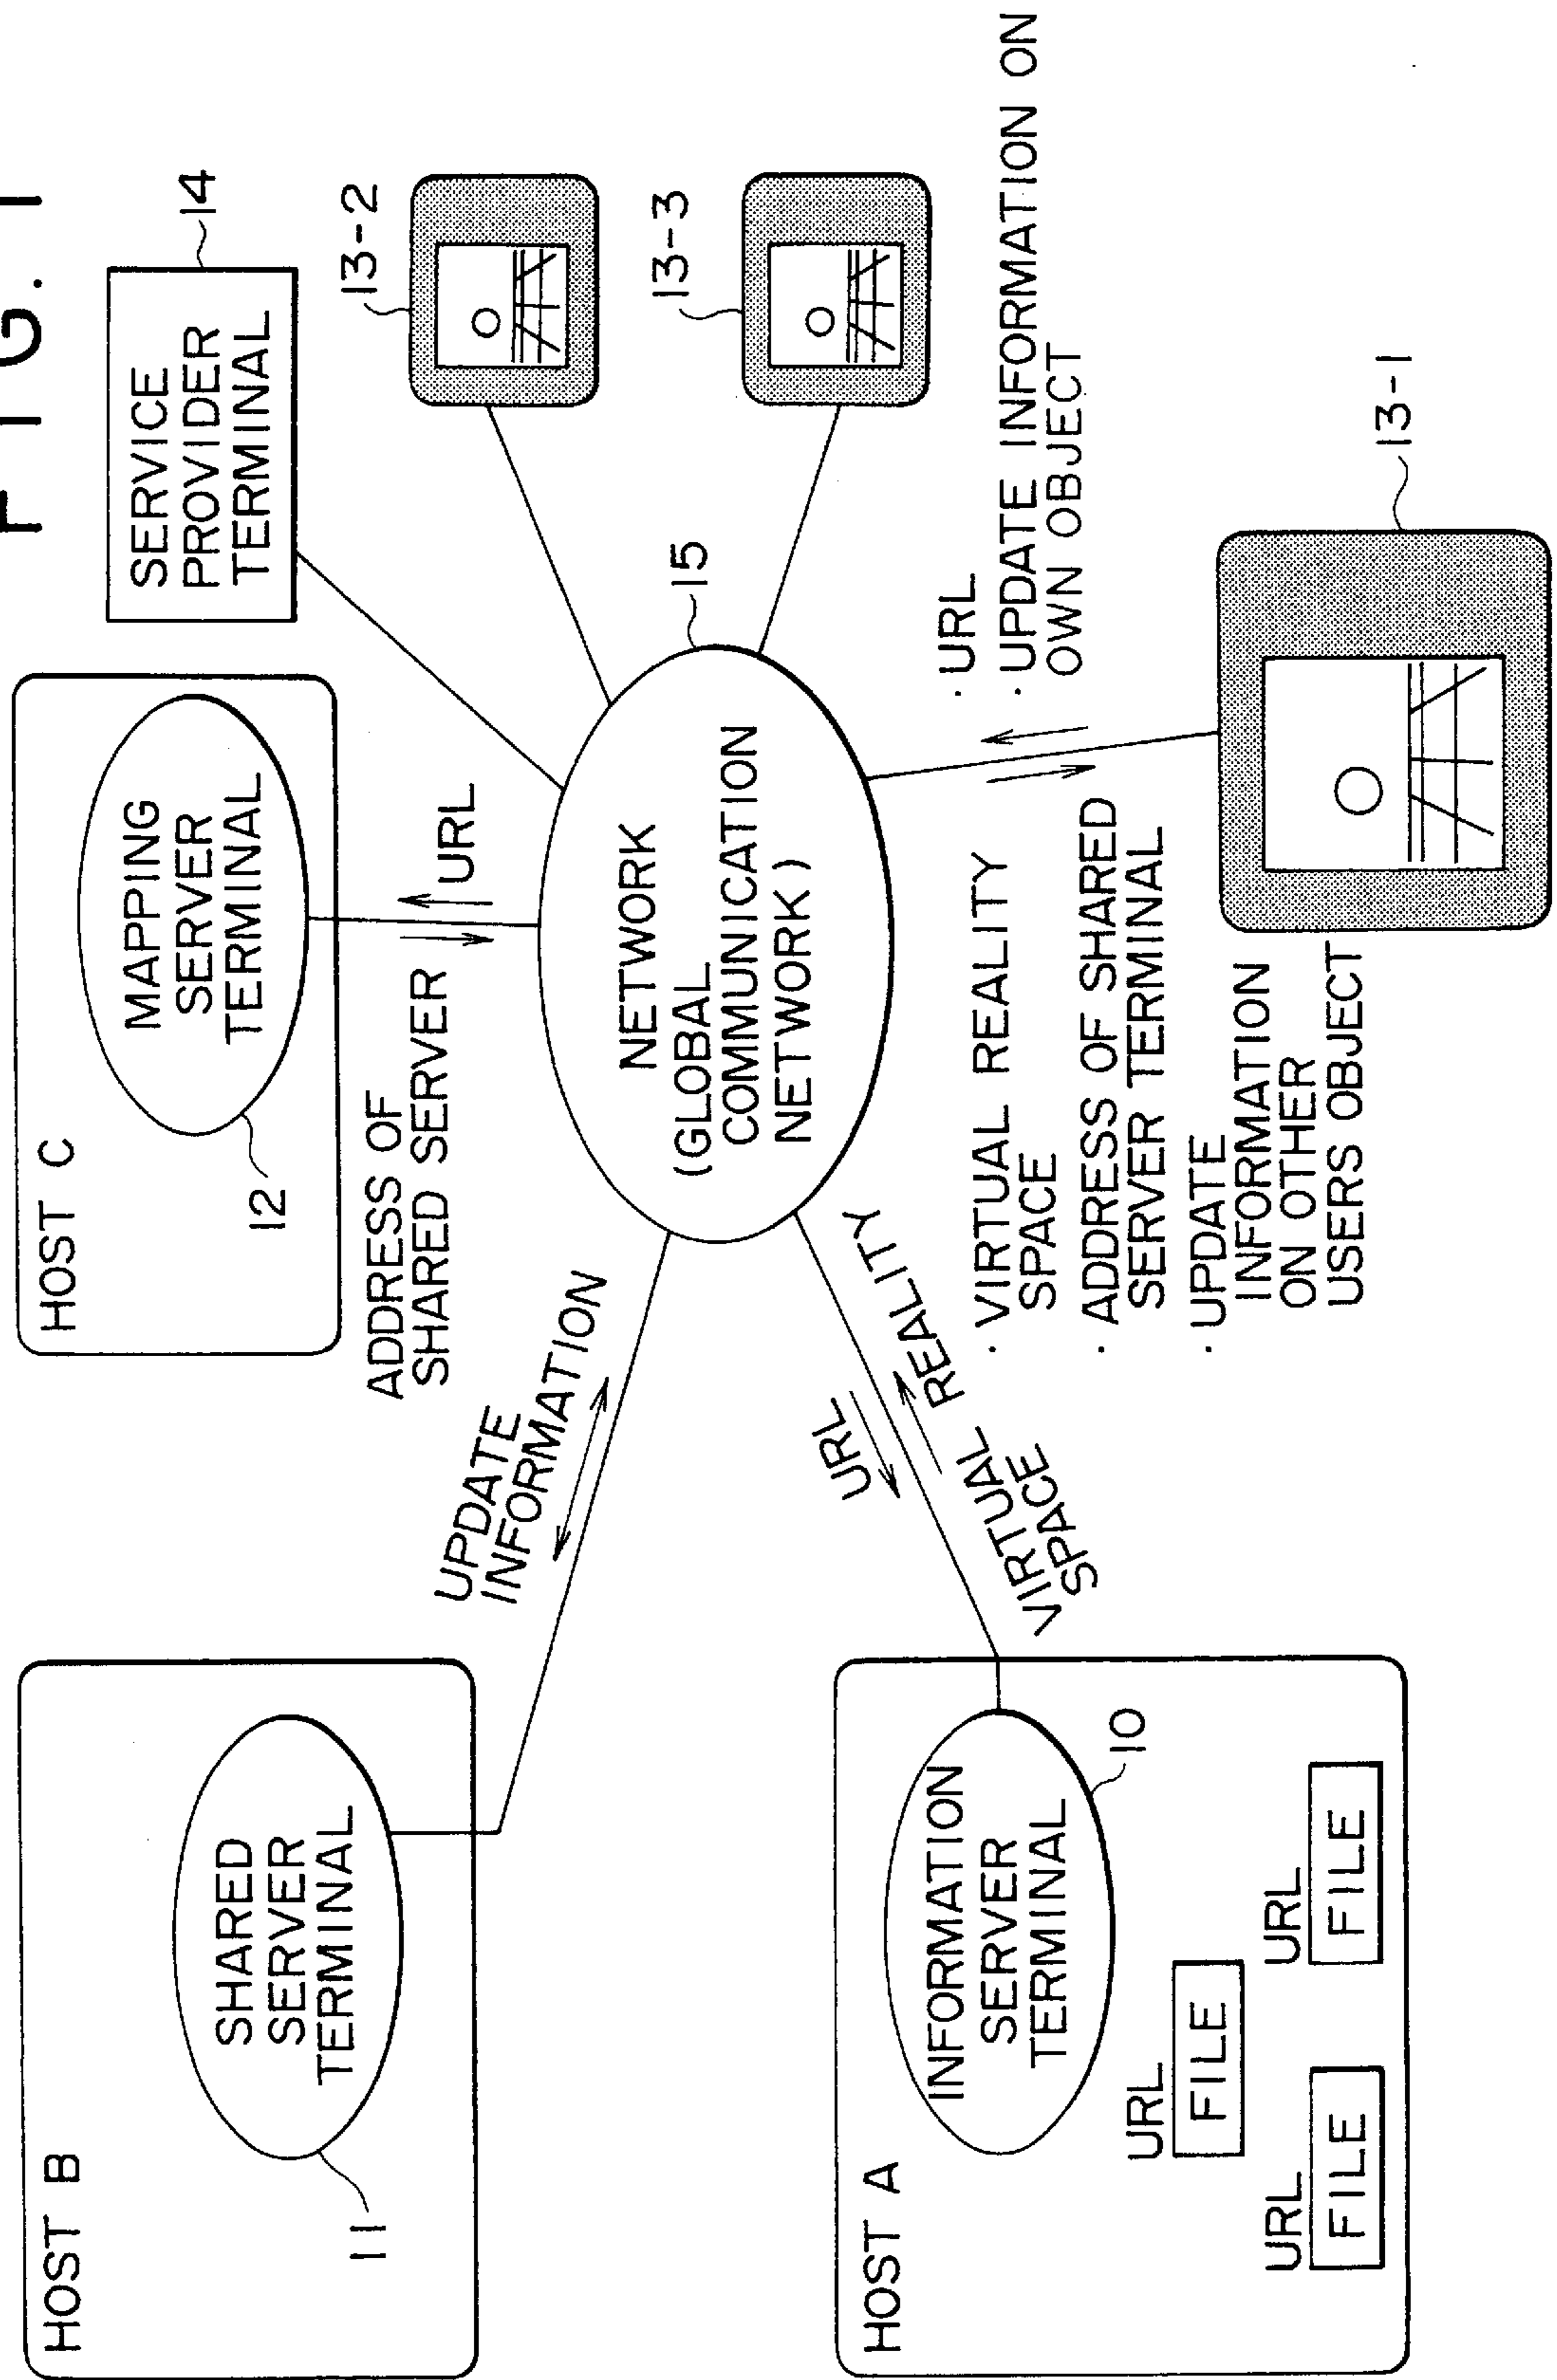 FIG. 1
HOST B
SHARED
SERVER
TERMINAL
11
UPDATE
INFORMATION
HOST C
MAPPING
SERVER
TERMINAL
12
ADDRESS OF
SHARED SERVER
URL
SERVICE
PROVIDER
TERMINAL
14
13-2
13-3
NETWORK
(GLOBAL
COMMUNICATION
NETWORK)
15
HOST A
INFORMATION
SERVER
TERMINAL
10
URL
FILE
URL
FILE
URL
FILE
URL
VIRTUAL REALITY
SPACE
· VIRTUAL REALITY
SPACE
· ADDRESS OF SHARED
SERVER TERMINAL
· UPDATE
INFORMATION
ON OTHER
USERS OBJECT
· URL
· UPDATE INFORMATION ON
OWN OBJECT
13-1